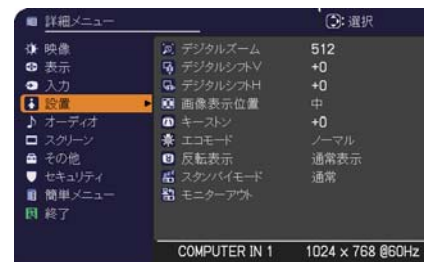 詳細メニュー :選択
映像
表示
入力
設置
オーディオ
スクリーン
その他
セキュリティ
簡単メニュー
終了
デジタルズーム 512
デジタルシフトV +0
デジタルシフトH +0
画像表示位置 中
キーストン +0
エコモード ノーマル
反転表示 通常表示
スタンバイモード 通常
モニターアウト
COMPUTER IN 1 1024 × 768 @60Hz